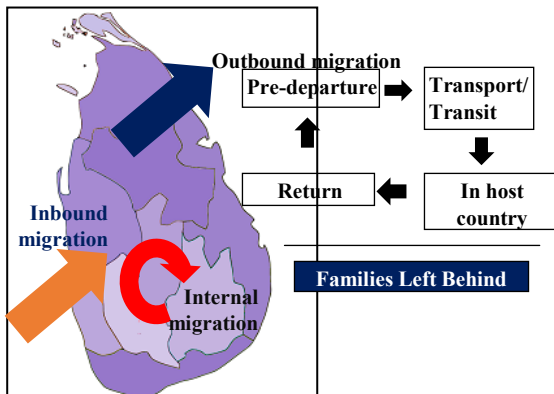 Outbound migration
Pre-departure
Transport/
Transit
Return
In host
country
Inbound
migration
Families Left Behind
Internal
migration